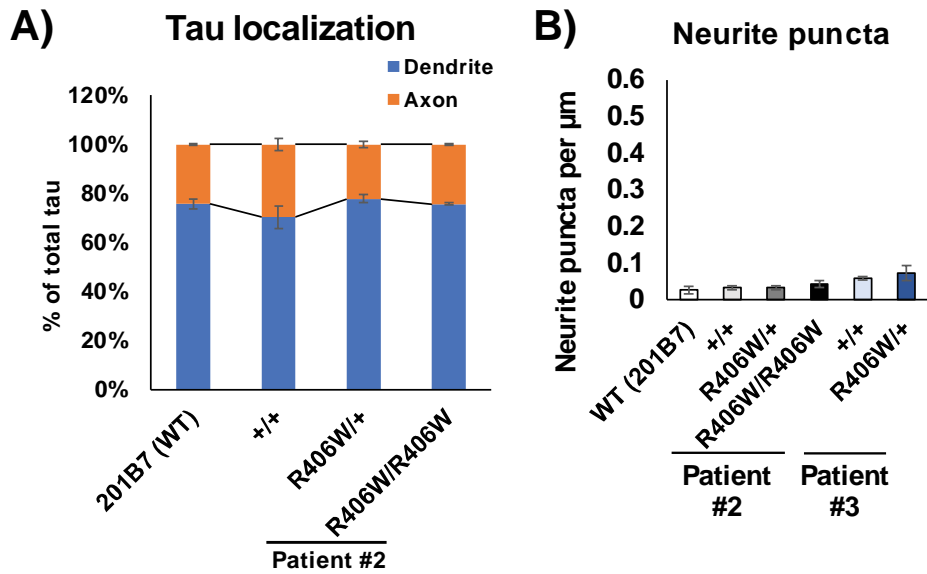 A)
Tau localization
Dendrite
Axon
% of total tau
120%
100%
80%
60%
40%
20%
0%
201B7 (WT)
+/+
R406W/+
R406W/R406W
Patient #2
B)
Neurite puncta
Neurite puncta per µm
0.6
0.5
0.4
0.3
0.2
0.1
0
WT (201B7)
+/+
R406W/+
R406W/R406W
+/+
R406W/+
Patient
#2
Patient
#3